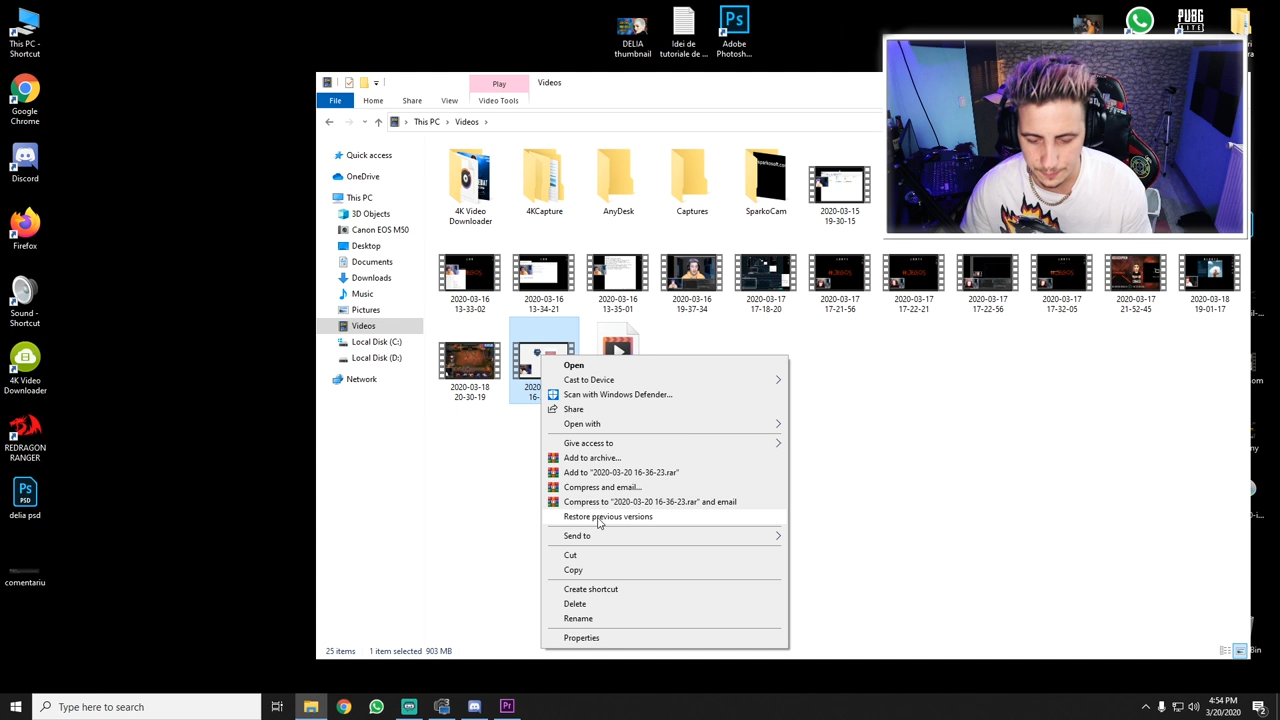 This PC -
Shortcut
Google
Chrome
Discord
Firefox
Sound -
Shortcut
4K Video
Downloader
REDRAGON
RANGER
delia psd
comentariu
DELIA
thumbnail
Idei de
tutoriale de ...
Adobe
Photosh...
PUBG
LITE
Play
Videos
File
Home
Share
View
Video Tools
This PC
Videos
Quick access
OneDrive
This PC
3D Objects
Canon EOS M50
Desktop
Documents
Downloads
Music
Pictures
Videos
Local Disk (C:)
Local Disk (D:)
Network
4K Video
Downloader
4KCapture
AnyDesk
Captures
SparkoCam
2020-03-15
19-30-15
2020-03-16
13-33-02
2020-03-16
13-34-21
2020-03-16
13-35-01
2020-03-16
19-37-34
2020-03-17
17-18-20
2020-03-17
17-21-56
2020-03-17
17-22-21
2020-03-17
17-22-56
2020-03-17
17-32-05
2020-03-17
21-52-45
2020-03-18
19-01-17
2020-03-18
20-30-19
2020
16-
Open
Cast to Device
Scan with Windows Defender...
Share
Open with
Give access to
Add to archive...
Add to "2020-03-20 16-36-23.rar"
Compress and email...
Compress to "2020-03-20 16-36-23.rar" and email
Restore previous versions
Send to
Cut
Copy
Create shortcut
Delete
Rename
Properties
25 items
1 item selected 903 MB
Type here to search
4:54 PM
3/20/2020